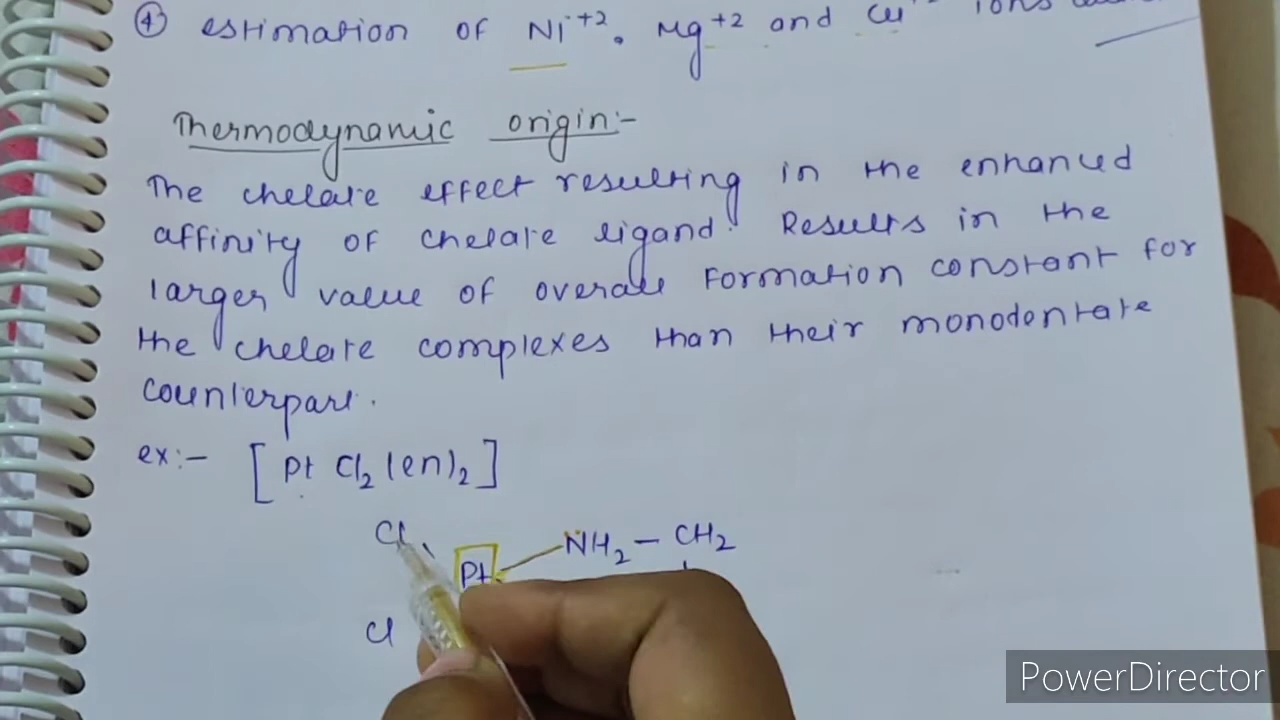 ④ estimation of Ni+2. Mg+2 and Cu ions
Thermodynamic origin:-
The chelate effect resulting in the enhanced
affinity of chelate ligand. Results in the
larger value of overall Formation constant for
the chelate complexes than their monodentate
counterpart.
ex:- [Pt Cl2 (en)2]
Cl Pt NH2 - CH2
Cl
PowerDirector